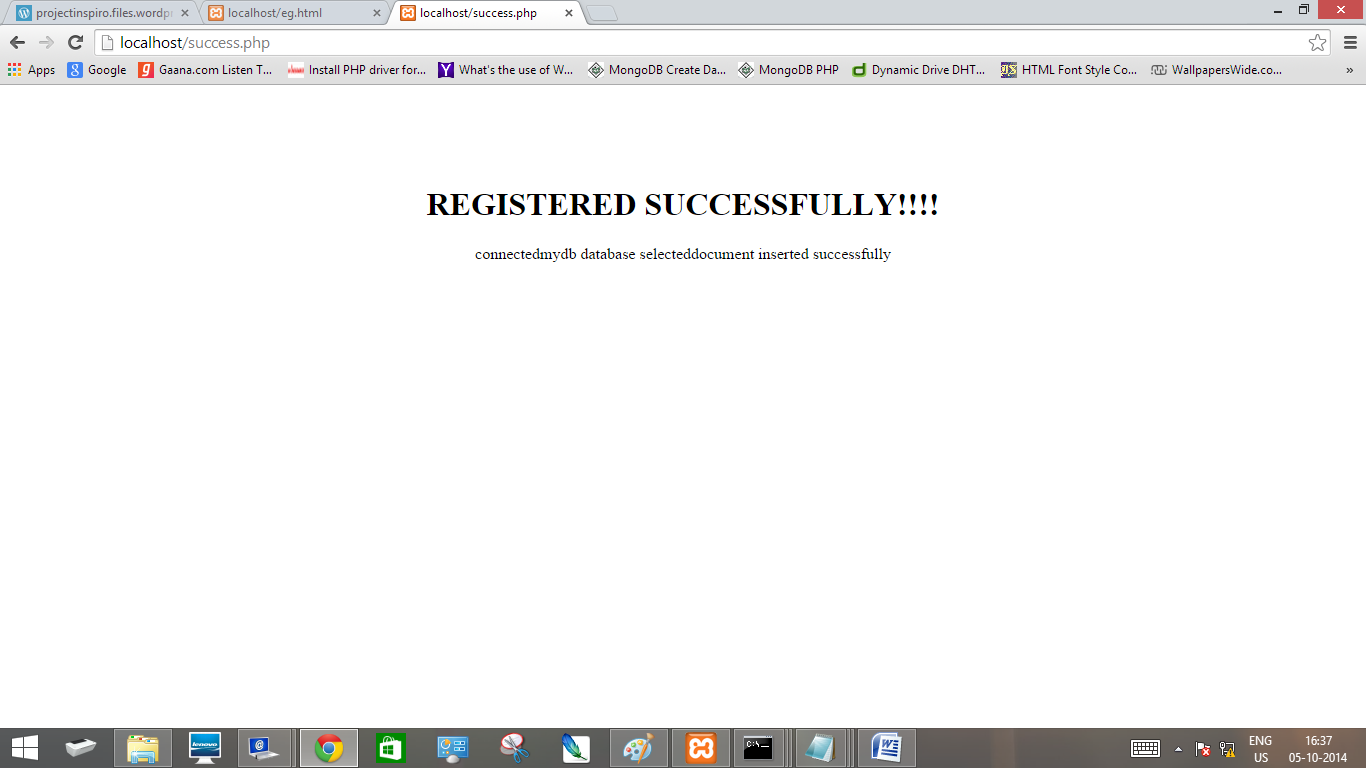 projectinspiro.files.wordpr
localhost/eg.html
localhost/success.php
localhost/success.php
Apps
Google
Gaana.com Listen T...
Install PHP driver for...
What's the use of W...
MongoDB Create Da...
MongoDB PHP
Dynamic Drive DHT...
HTML Font Style Co...
WallpapersWide.co...
»
REGISTERED SUCCESSFULLY!!!!
connectedmydb database selecteddocument inserted successfully
ENG
US
16:37
05-10-2014